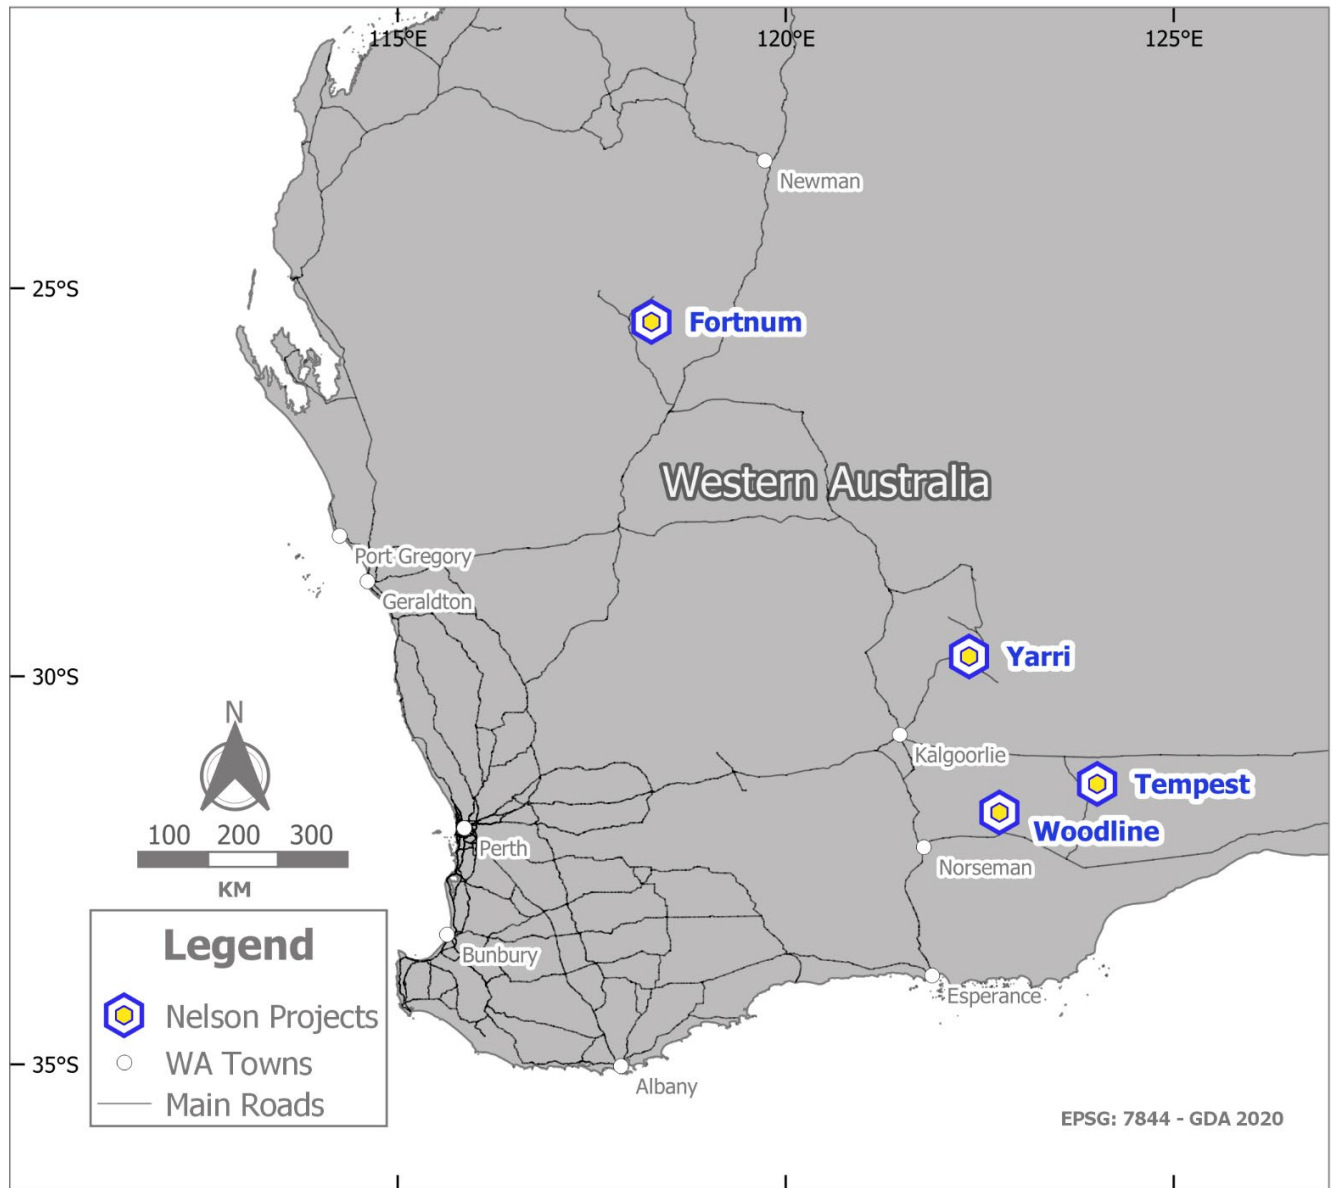 115°E 120°E 125°E
Newman
25°S
Fortnum
Western Australia
Port Gregory
Geraldton
30°S
Yarri
N
Kalgoorlie
Tempest
Woodline
100 200 300
KM
Perth
Norseman
Legend
Bunbury
Esperance
Nelson Projects
WA Towns
35°S
Main Roads
Albany
EPSG: 7844 - GDA 2020